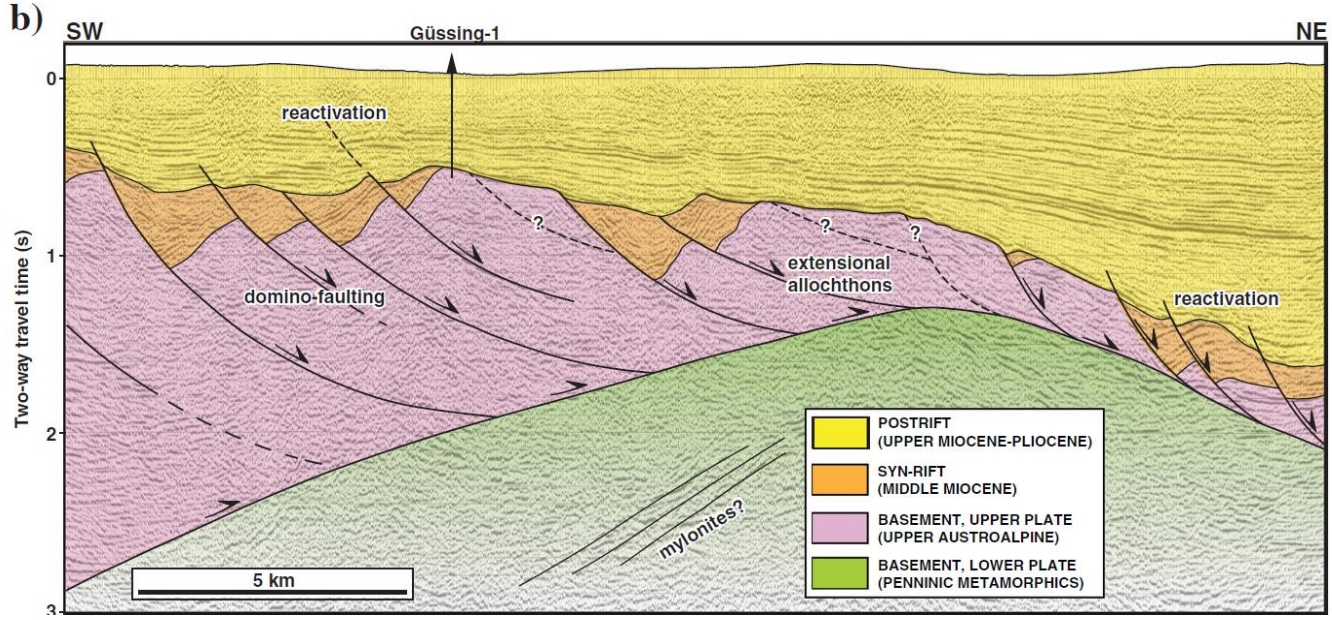 b)
SW
Güssing-1
NE
0
reactivation
?
?
?
1
extensional
allochthons
domino-faulting
reactivation
Two-way travel time (s)
2
POSTRIFT
(UPPER MIOCENE-PLIOCENE)
SYN-RIFT
(MIDDLE MIOCENE)
BASEMENT, UPPER PLATE
(UPPER AUSTROALPINE)
BASEMENT, LOWER PLATE
(PENNINIC METAMORPHICS)
mylonites?
5 km
3